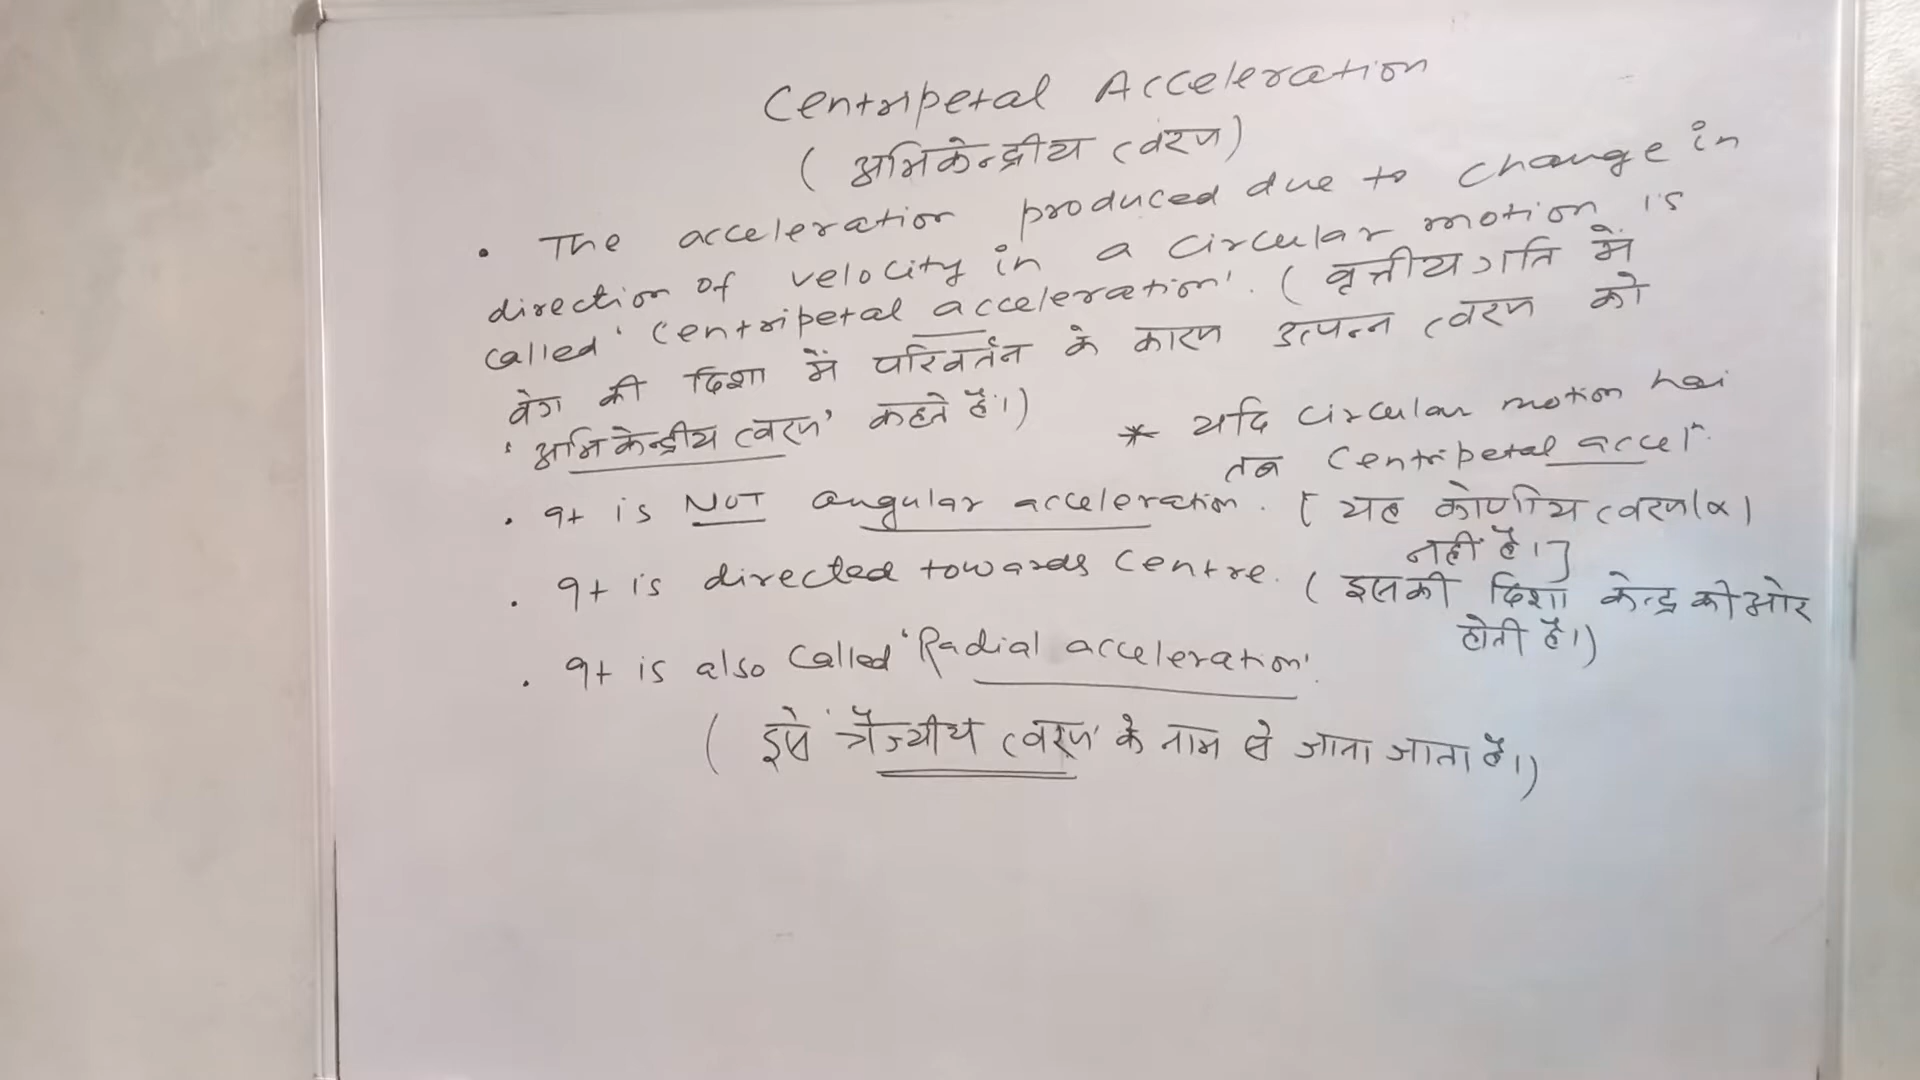 Centripetal Acceleration
(अभिकेन्द्रीय त्वरण)
• The acceleration produced due to change in
direction of velocity in a circular motion is
called 'centripetal acceleration'. (वृत्तीय गति में
वेग की दिशा में परिवर्तन के कारण उत्पन्न त्वरण को
'अभिकेन्द्रीय त्वरण' कहते हैं।)
* यदि circular motion hai
तब Centripetal accelⁿ.
• It is NOT angular acceleration. [यह कोणीय त्वरण(α)
नहीं है।]
• It is directed towards centre. (इसकी दिशा केन्द्र की ओर
होती है।)
• It is also called 'Radial acceleration'.
(इसे 'त्रैज्यीय त्वरण' के नाम से जाना जाता है।)